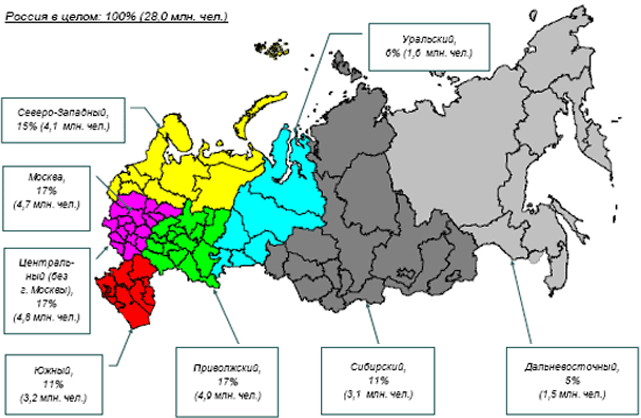 Россия в целом: 100% (28,0 млн. чел.)
Уральский,
6% (1,6 млн. чел.)
Северо-Западный,
15% (4,1 млн. чел.)
Москва,
17%
(4,7 млн. чел.)
Централь-
ный (без
г. Москвы),
17%
(4,8 млн. чел.)
Южный,
11%
(3,2 млн. чел.)
Приволжский,
17%
(4,9 млн. чел.)
Сибирский,
11%
(3,1 млн. чел.)
Дальневосточный,
5%
(1,5 млн. чел.)